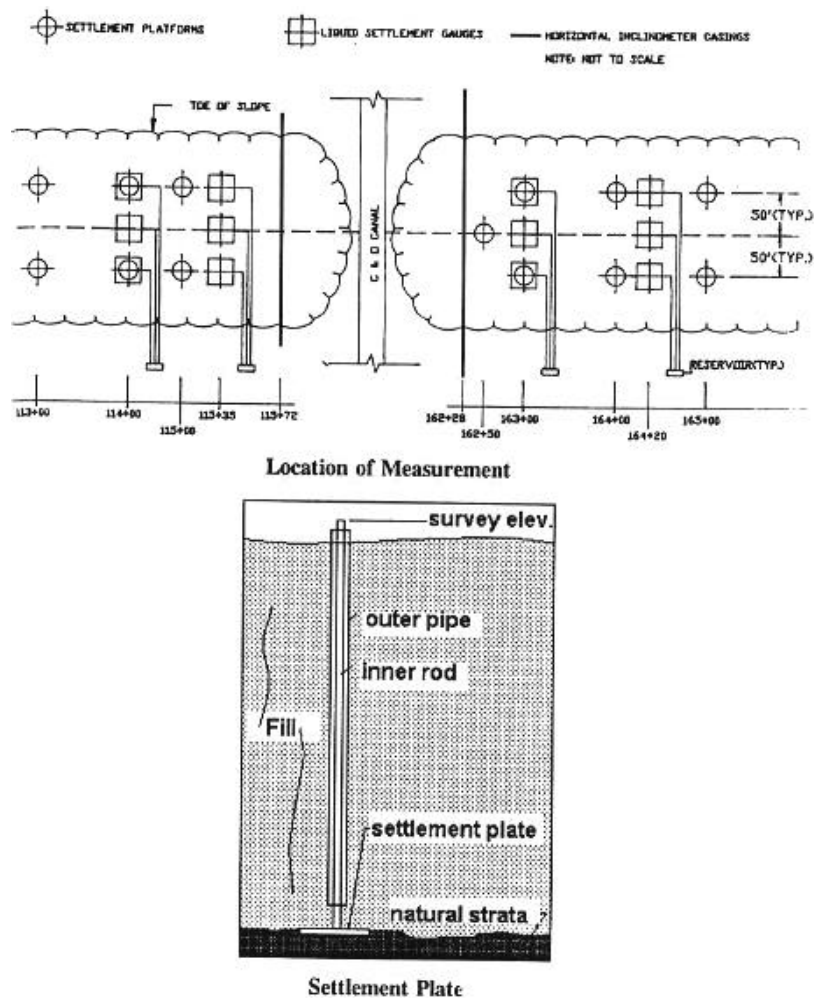 SETTLEMENT PLATFORMS
LIQUID SETTLEMENT GAUGES
HORIZONTAL INCLINOMETER CASINGS
NOTE: NOT TO SCALE
TOE OF SLOPE
C & D CANAL
50'(TYP.)
50'(TYP.)
RESERVOIR(TYP.)
113+00
114+00
115+00
115+35
115+72
162+28
162+50
163+00
164+00
164+20
165+00
Location of Measurement
survey elev.
outer pipe
inner rod
Fill
settlement plate
natural strata
Settlement Plate